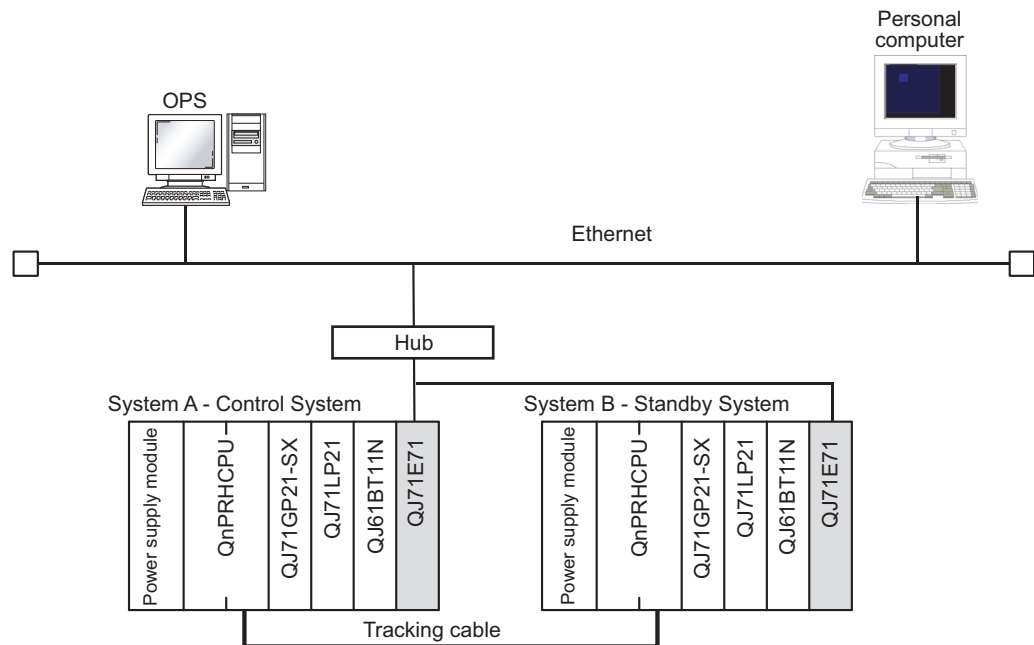 Personal
computer
OPS
Ethernet
Hub
System A - Control System
System B - Standby System
Power supply module
QnPRHCPU
QJ71GP21-SX
QJ71LP21
QJ61BT11N
QJ71E71
Power supply module
QnPRHCPU
QJ71GP21-SX
QJ71LP21
QJ61BT11N
QJ71E71
Tracking cable